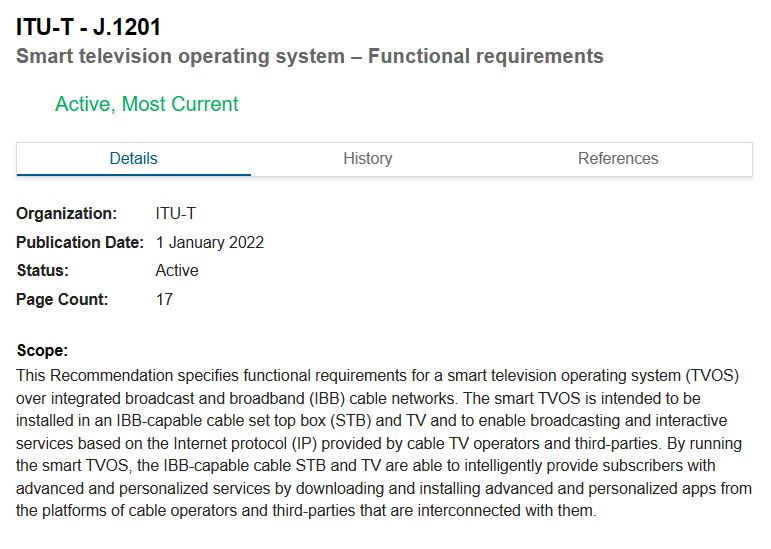 ITU-T - J.1201
Smart television operating system – Functional requirements
Active, Most Current
Details History References
Organization: ITU-T
Publication Date: 1 January 2022
Status: Active
Page Count: 17
Scope:
This Recommendation specifies functional requirements for a smart television operating system (TVOS)
over integrated broadcast and broadband (IBB) cable networks. The smart TVOS is intended to be
installed in an IBB-capable cable set top box (STB) and TV and to enable broadcasting and interactive
services based on the Internet protocol (IP) provided by cable TV operators and third-parties. By running
the smart TVOS, the IBB-capable cable STB and TV are able to intelligently provide subscribers with
advanced and personalized services by downloading and installing advanced and personalized apps from
the platforms of cable operators and third-parties that are interconnected with them.